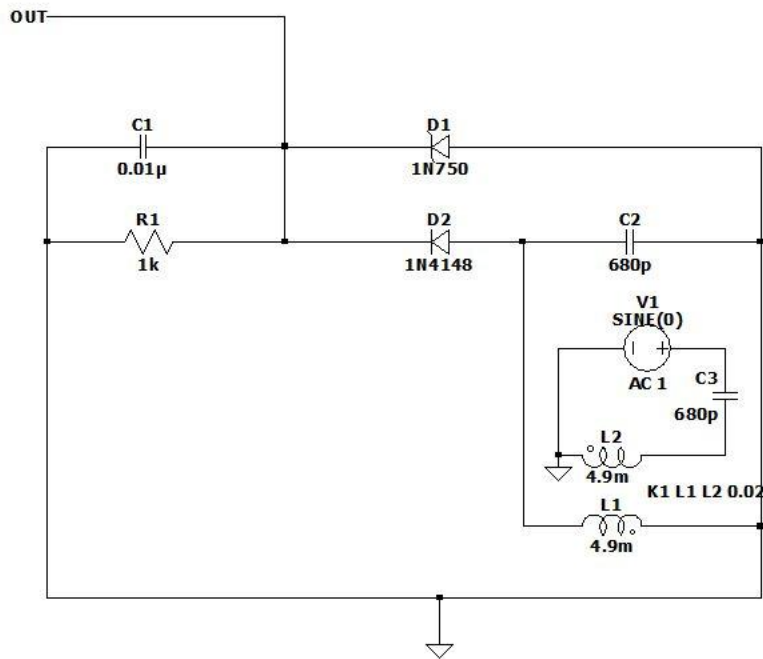 OUT
C1
0.01µ
D1
1N750
R1
1k
D2
1N4148
C2
680p
V1
SINE(0)
AC 1
C3
680p
L2
4.9m
K1 L1 L2 0.02
L1
4.9m